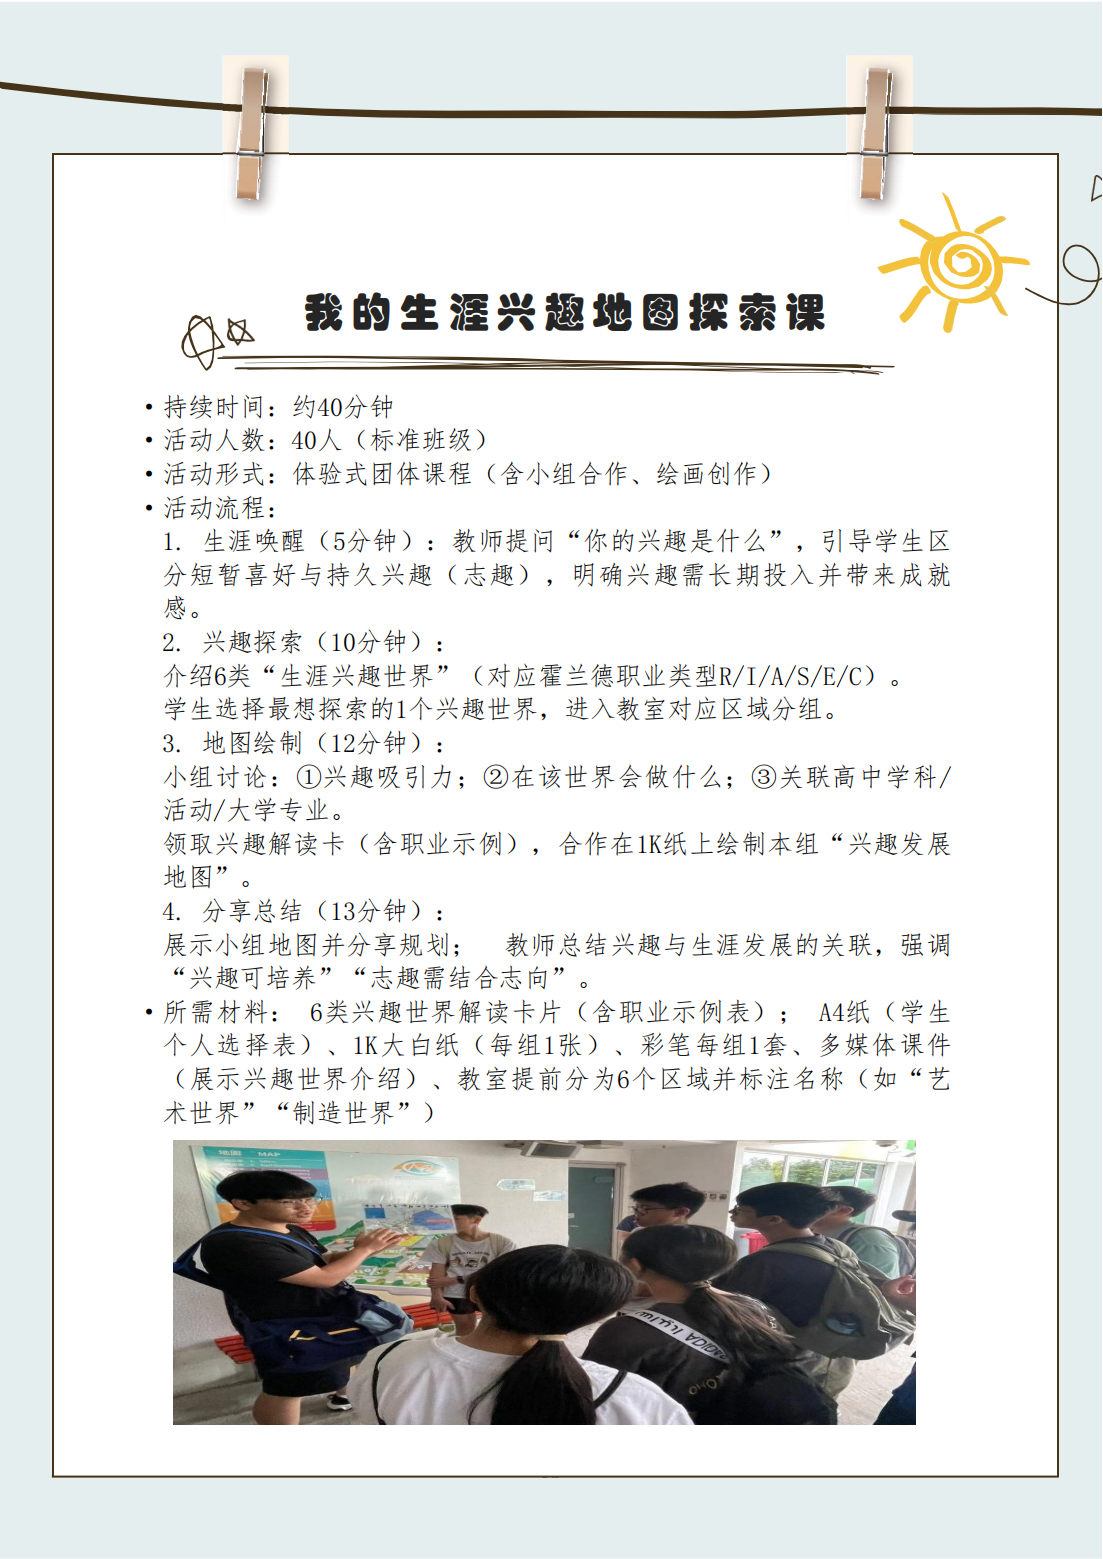 我的生涯兴趣地图探索课
•持续时间：约40分钟
•活动人数：40人（标准班级）
•活动形式：体验式团体课程（含小组合作、绘画创作）
•活动流程：
1. 生涯唤醒（5分钟）：教师提问“你的兴趣是什么”，引导学生区
分短暂喜好与持久兴趣（志趣），明确兴趣需长期投入并带来成就
感。
2. 兴趣探索（10分钟）：
介绍6类“生涯兴趣世界”（对应霍兰德职业类型R/I/A/S/E/C）。
学生选择最想探索的1个兴趣世界，进入教室对应区域分组。
3. 地图绘制（12分钟）：
小组讨论：①兴趣吸引力；②在该世界会做什么；③关联高中学科/
活动/大学专业。
领取兴趣解读卡（含职业示例），合作在1K纸上绘制本组“兴趣发展
地图”。
4. 分享总结（13分钟）：
展示小组地图并分享规划； 教师总结兴趣与生涯发展的关联，强调
“兴趣可培养”“志趣需结合志向”。
•所需材料： 6类兴趣世界解读卡片（含职业示例表）； A4纸（学生
个人选择表）、1K大白纸（每组1张）、彩笔每组1套、多媒体课件
（展示兴趣世界介绍）、教室提前分为6个区域并标注名称（如“艺
术世界”“制造世界”）
地圖 MAP